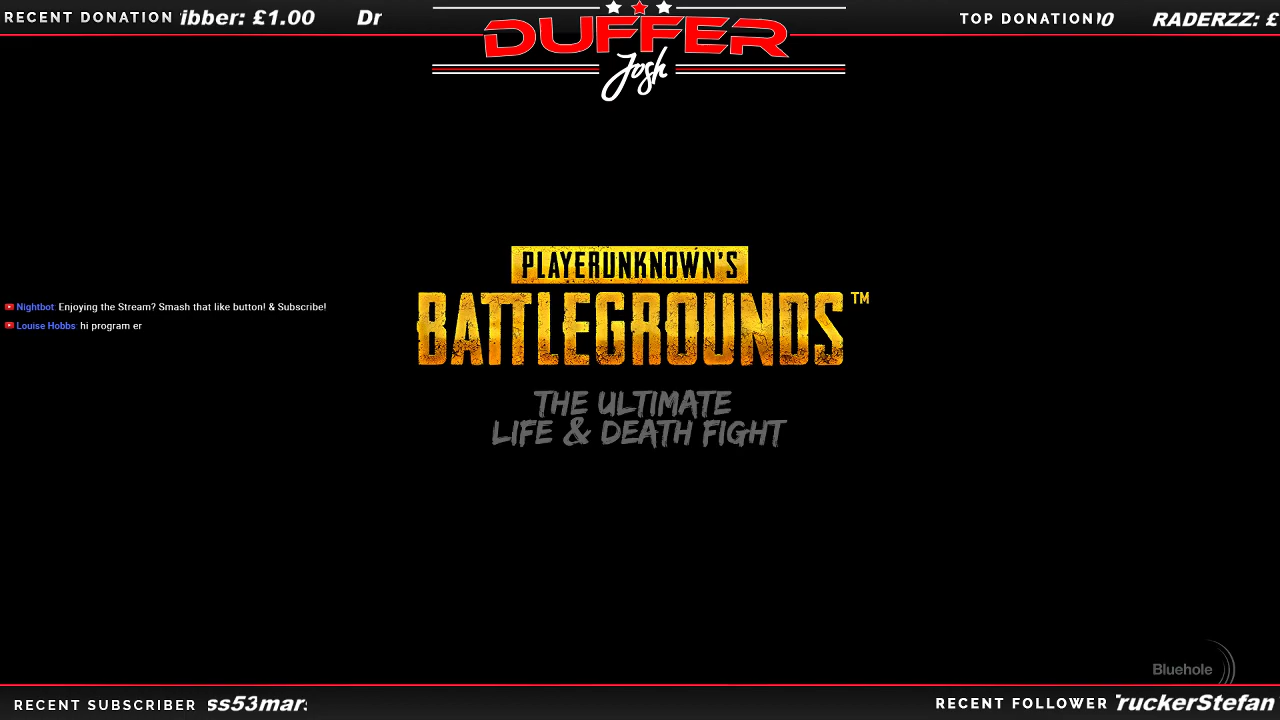 RECENT DONATION ibber: £1.00 Dr
DUFFER
Josh
TOP DONATION RADERZZ: £
PLAYERUNKNOWN'S
BATTLEGROUNDS™
Nightbot Enjoying the Stream? Smash that like button! & Subscribe!
Louise Hobbs hi program er
THE ULTIMATE
LIFE & DEATH FIGHT
Bluehole
RECENT SUBSCRIBER ss53mar
RECENT FOLLOWER TruckerStefan